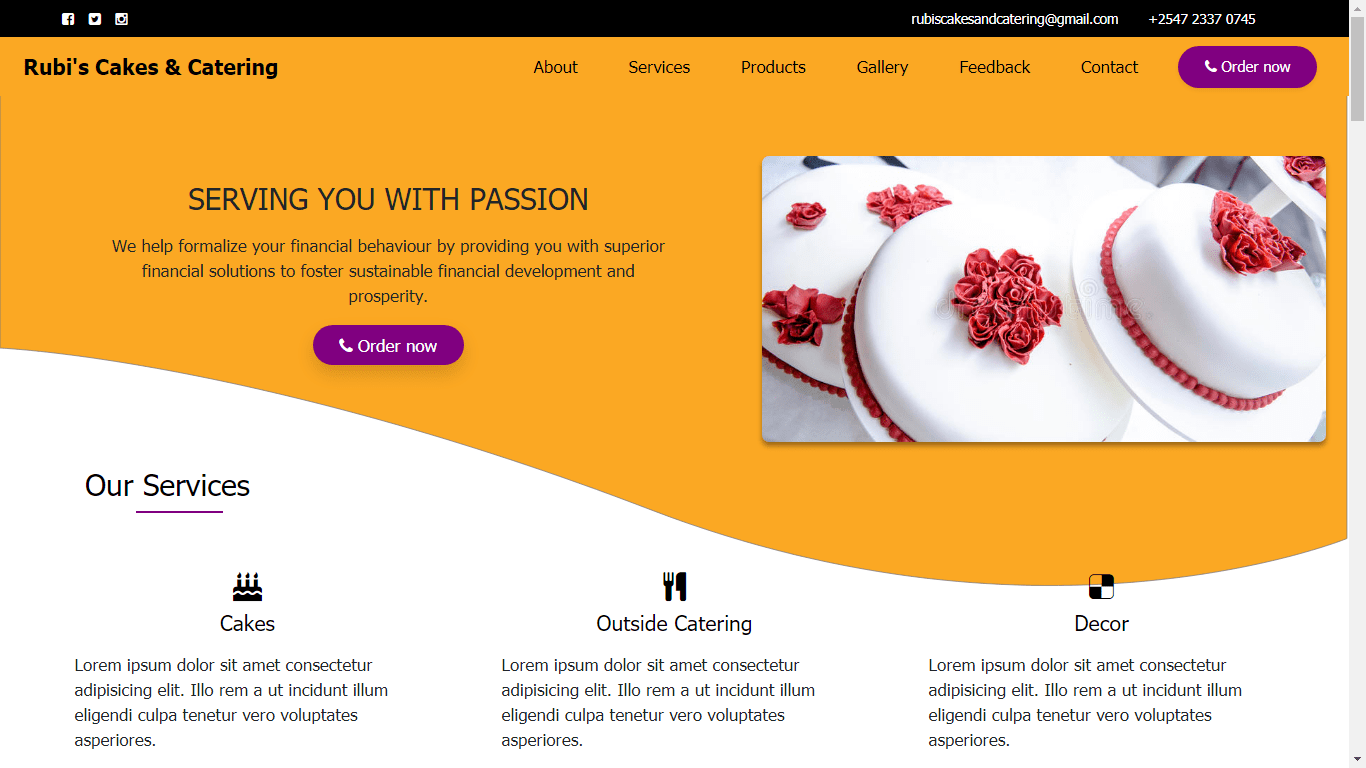 rubiscakesandcatering@gmail.com +2547 2337 0745
Rubi's Cakes & Catering About Services Products Gallery Feedback Contact Order now
SERVING YOU WITH PASSION
We help formalize your financial behaviour by providing you with superior
financial solutions to foster sustainable financial development and
prosperity.
Order now
Our Services
Cakes
Lorem ipsum dolor sit amet consectetur
adipisicing elit. Illo rem a ut incidunt illum
eligendi culpa tenetur vero voluptates
asperiores.
Outside Catering
Lorem ipsum dolor sit amet consectetur
adipisicing elit. Illo rem a ut incidunt illum
eligendi culpa tenetur vero voluptates
asperiores.
Decor
Lorem ipsum dolor sit amet consectetur
adipisicing elit. Illo rem a ut incidunt illum
eligendi culpa tenetur vero voluptates
asperiores.